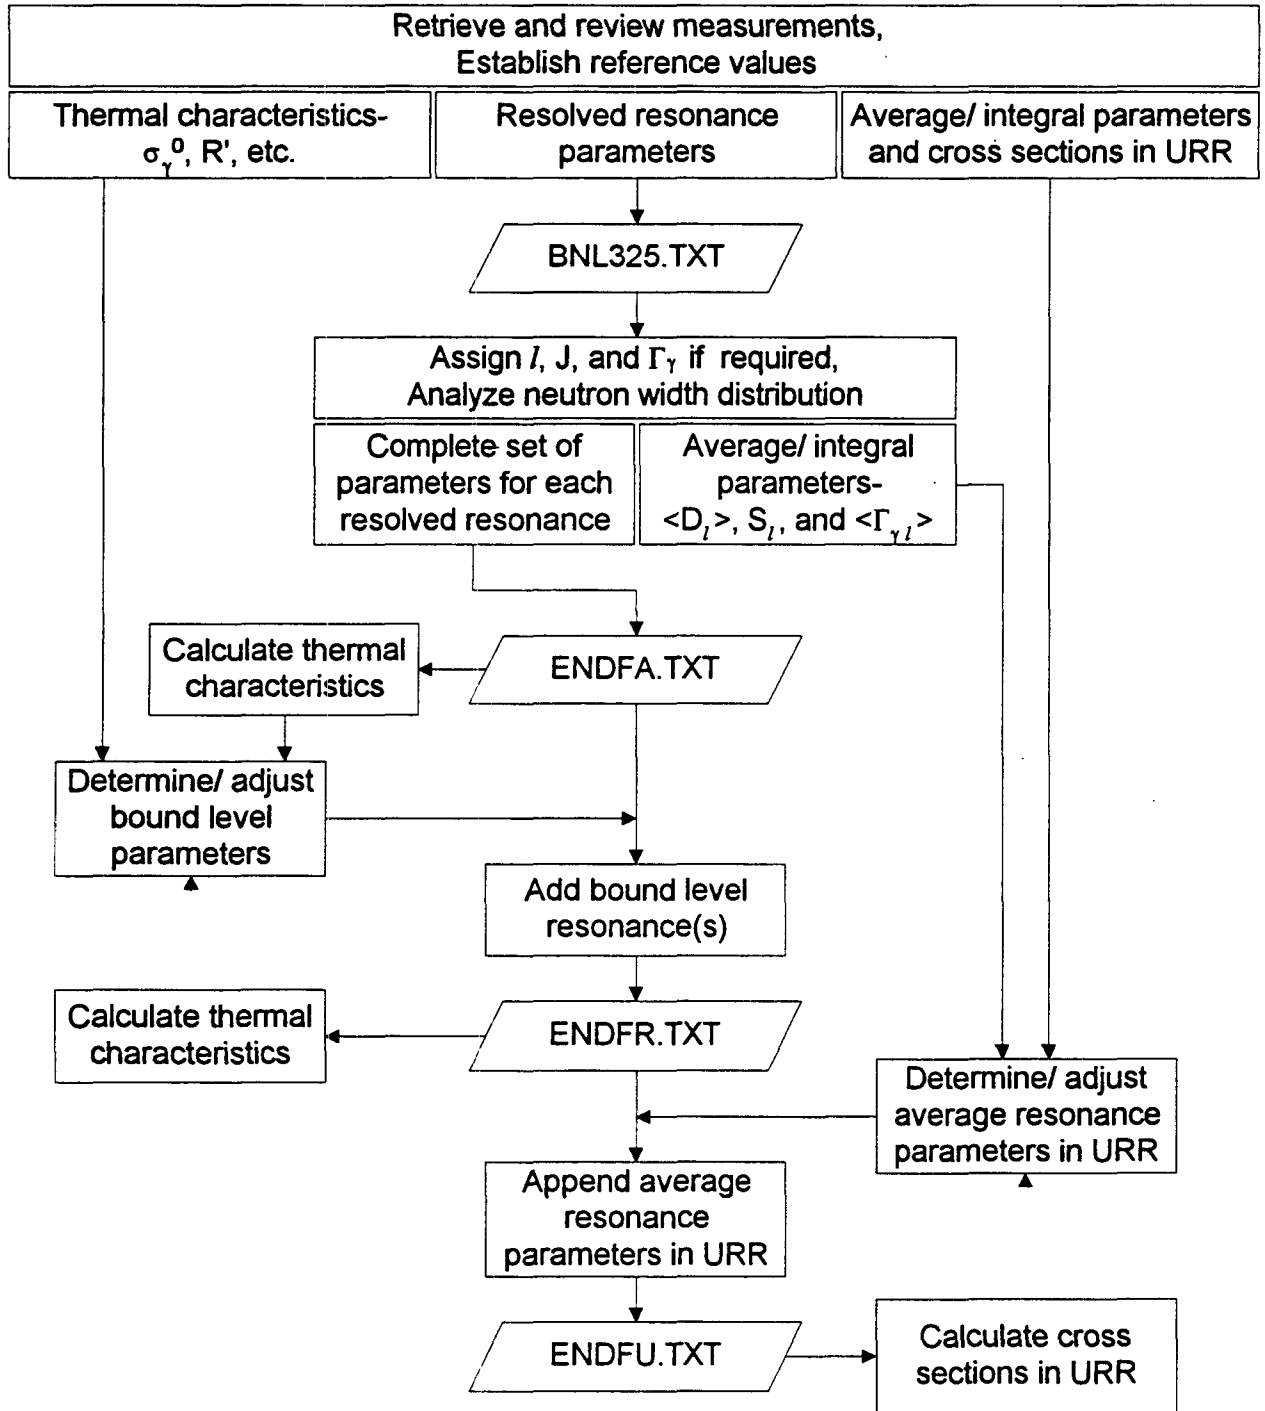 Retrieve and review measurements,
Establish reference values
Thermal characteristics-
σγ⁰, R', etc.
Resolved resonance
parameters
Average/ integral parameters
and cross sections in URR
BNL325.TXT
Assign l, J, and Γγ if required,
Analyze neutron width distribution
Complete set of
parameters for each
resolved resonance
Average/ integral
parameters-
<Dl>, Sl, and <Γγl>
Calculate thermal
characteristics
ENDFA.TXT
Determine/ adjust
bound level
parameters
Add bound level
resonance(s)
Calculate thermal
characteristics
ENDFR.TXT
Determine/ adjust
average resonance
parameters in URR
Append average
resonance
parameters in URR
ENDFU.TXT
Calculate cross
sections in URR